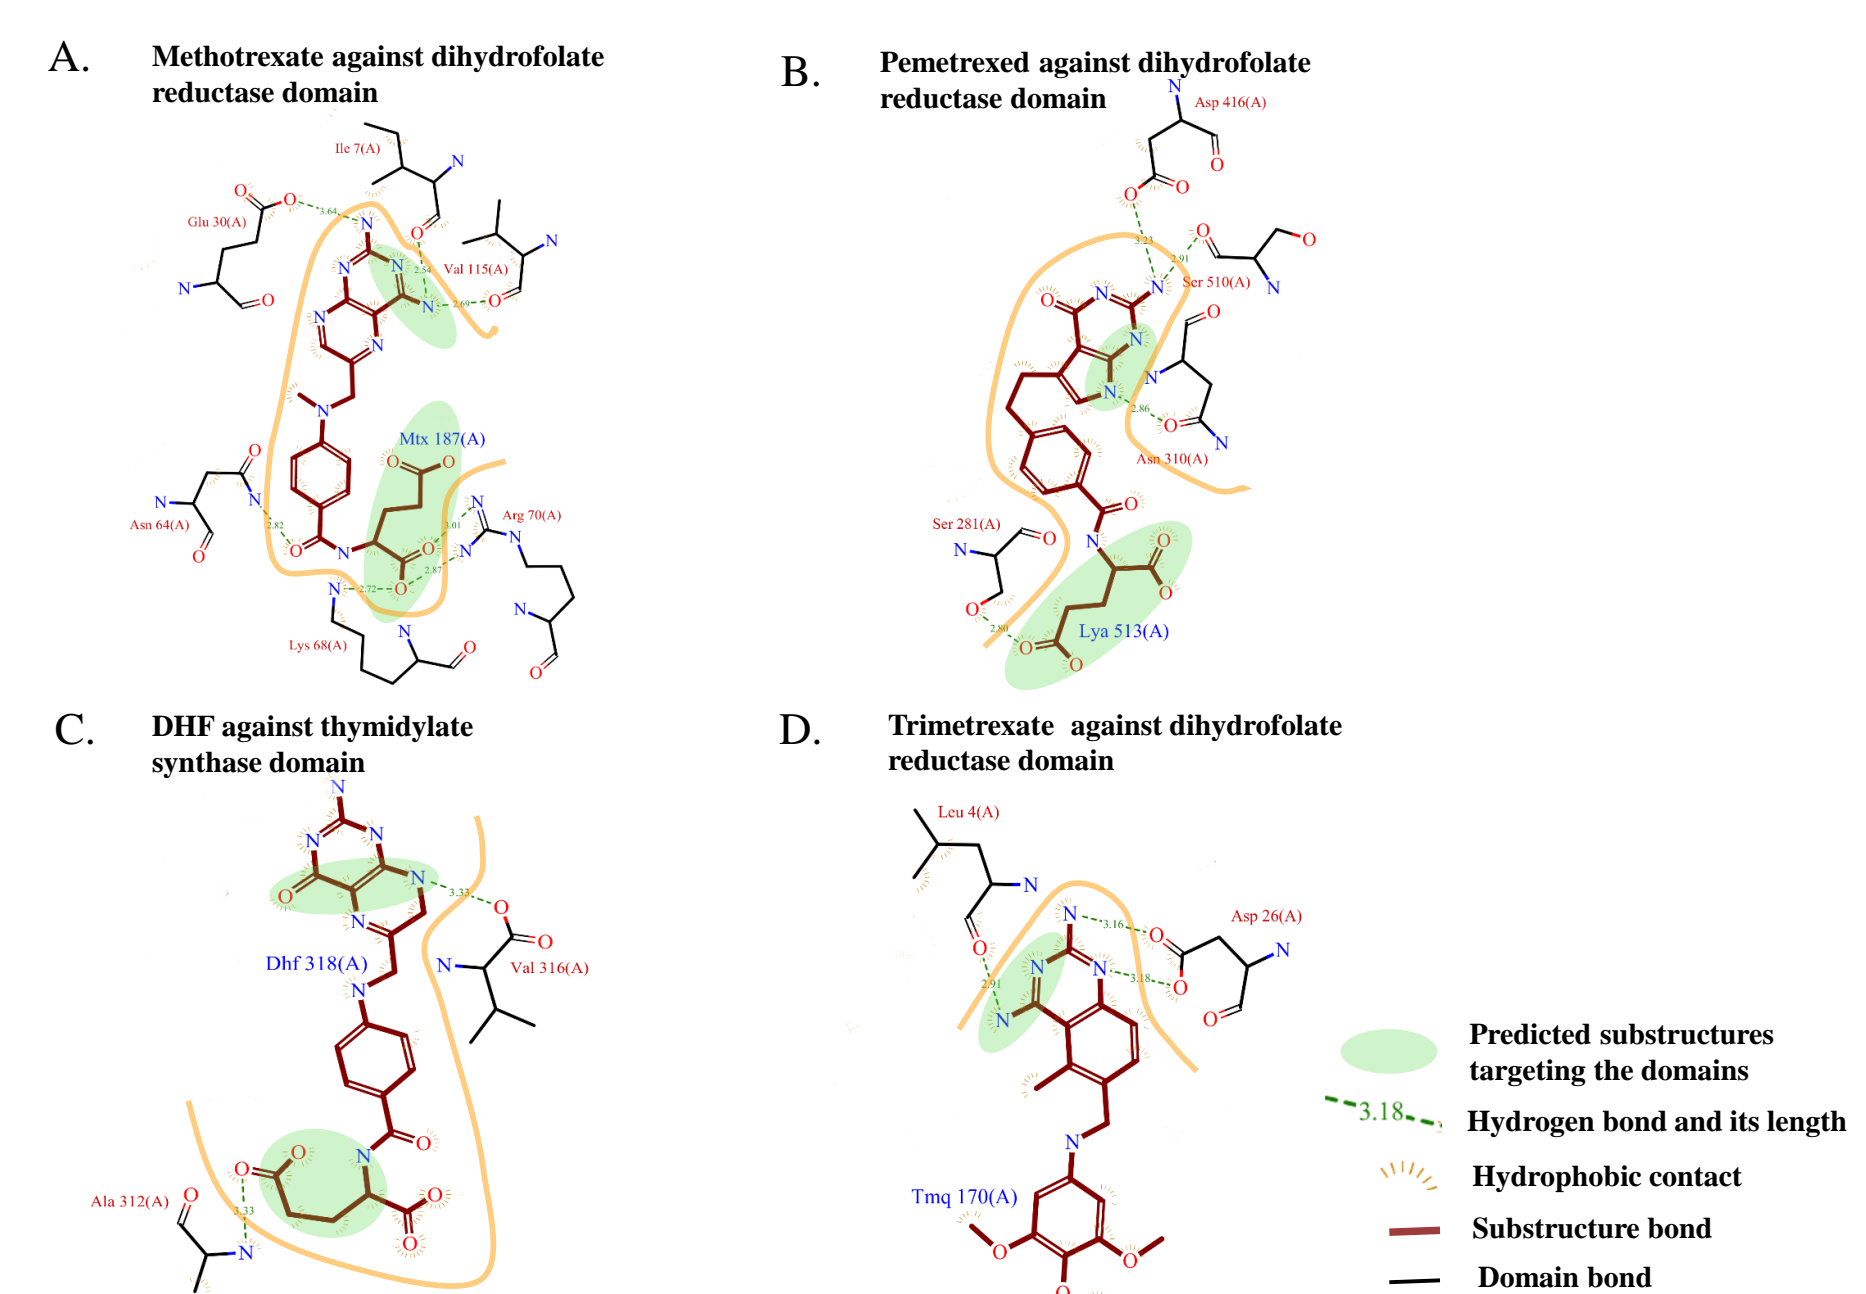 A.
Methotrexate against dihydrofolate
reductase domain
Ile 7(A)
N
O
O
3.64
Glu 30(A)
N
O
N
O
N
N
2.54
Val 115(A)
N
N
2.69
O
N
O
N
N
N
Mtx 187(A)
O
O
O
N
N
Asn 64(A)
O
2.82
O
N
O
3.01
N
Arg 70(A)
N
N
2.87
N
2.72
O
Lys 68(A)
N
O
N
O
B.
Pemetrexed against dihydrofolate
reductase domain
N
Asp 416(A)
O
O
O
3.23
O
2.91
O
Ser 510(A)
N
N
N
O
N
O
N
N
2.86
O
N
Asn 310(A)
O
Ser 281(A)
N
O
N
O
O
O
2.80
O
O
Lya 513(A)
C.
DHF against thymidylate
synthase domain
N
N
N
O
N
3.33
O
N
O
Dhf 318(A)
N
Val 316(A)
N
O
N
O
O
O
O
Ala 312(A)
O
3.33
N
D.
Trimetrexate against dihydrofolate
reductase domain
Leu 4(A)
N
O
2.91
N
3.16
O
Asp 26(A)
N
N
N
3.18
O
N
O
N
Tmq 170(A)
O
O
O
Predicted substructures
targeting the domains
3.18
Hydrogen bond and its length
Hydrophobic contact
Substructure bond
Domain bond